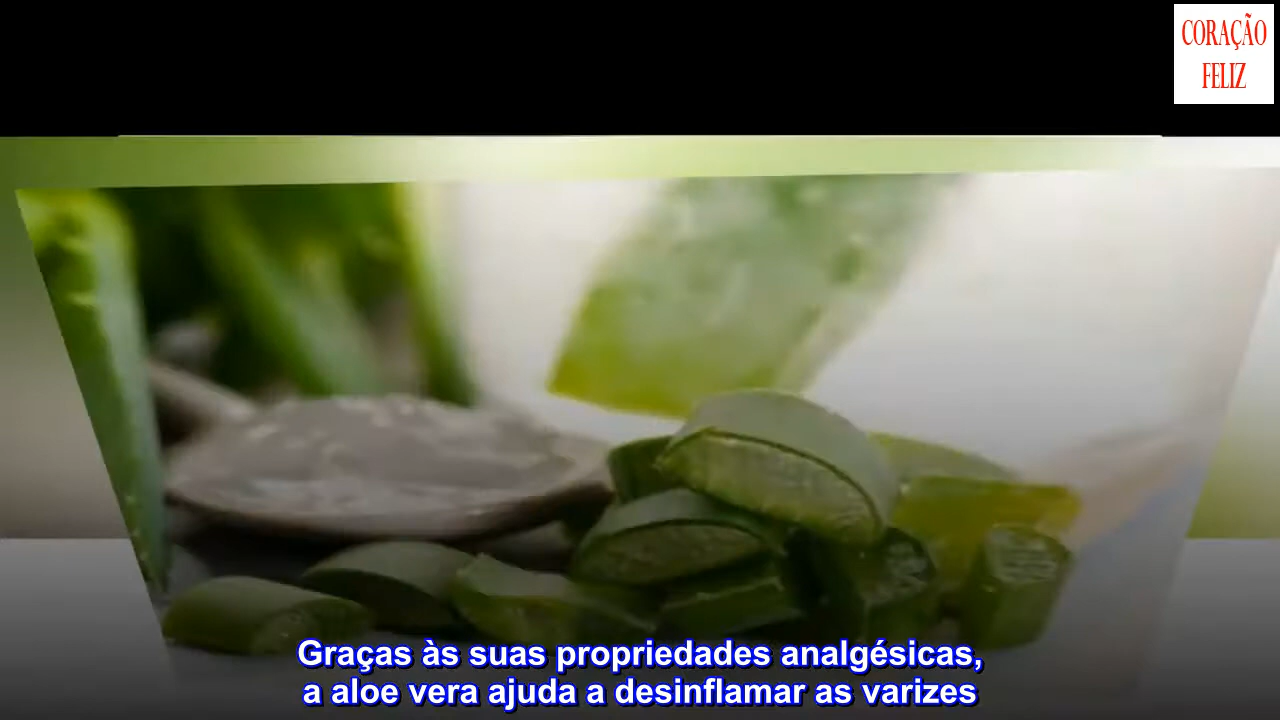 CORAÇÃO
FELIZ
Graças às suas propriedades analgésicas,
a aloe vera ajuda a desinflamar as varizes